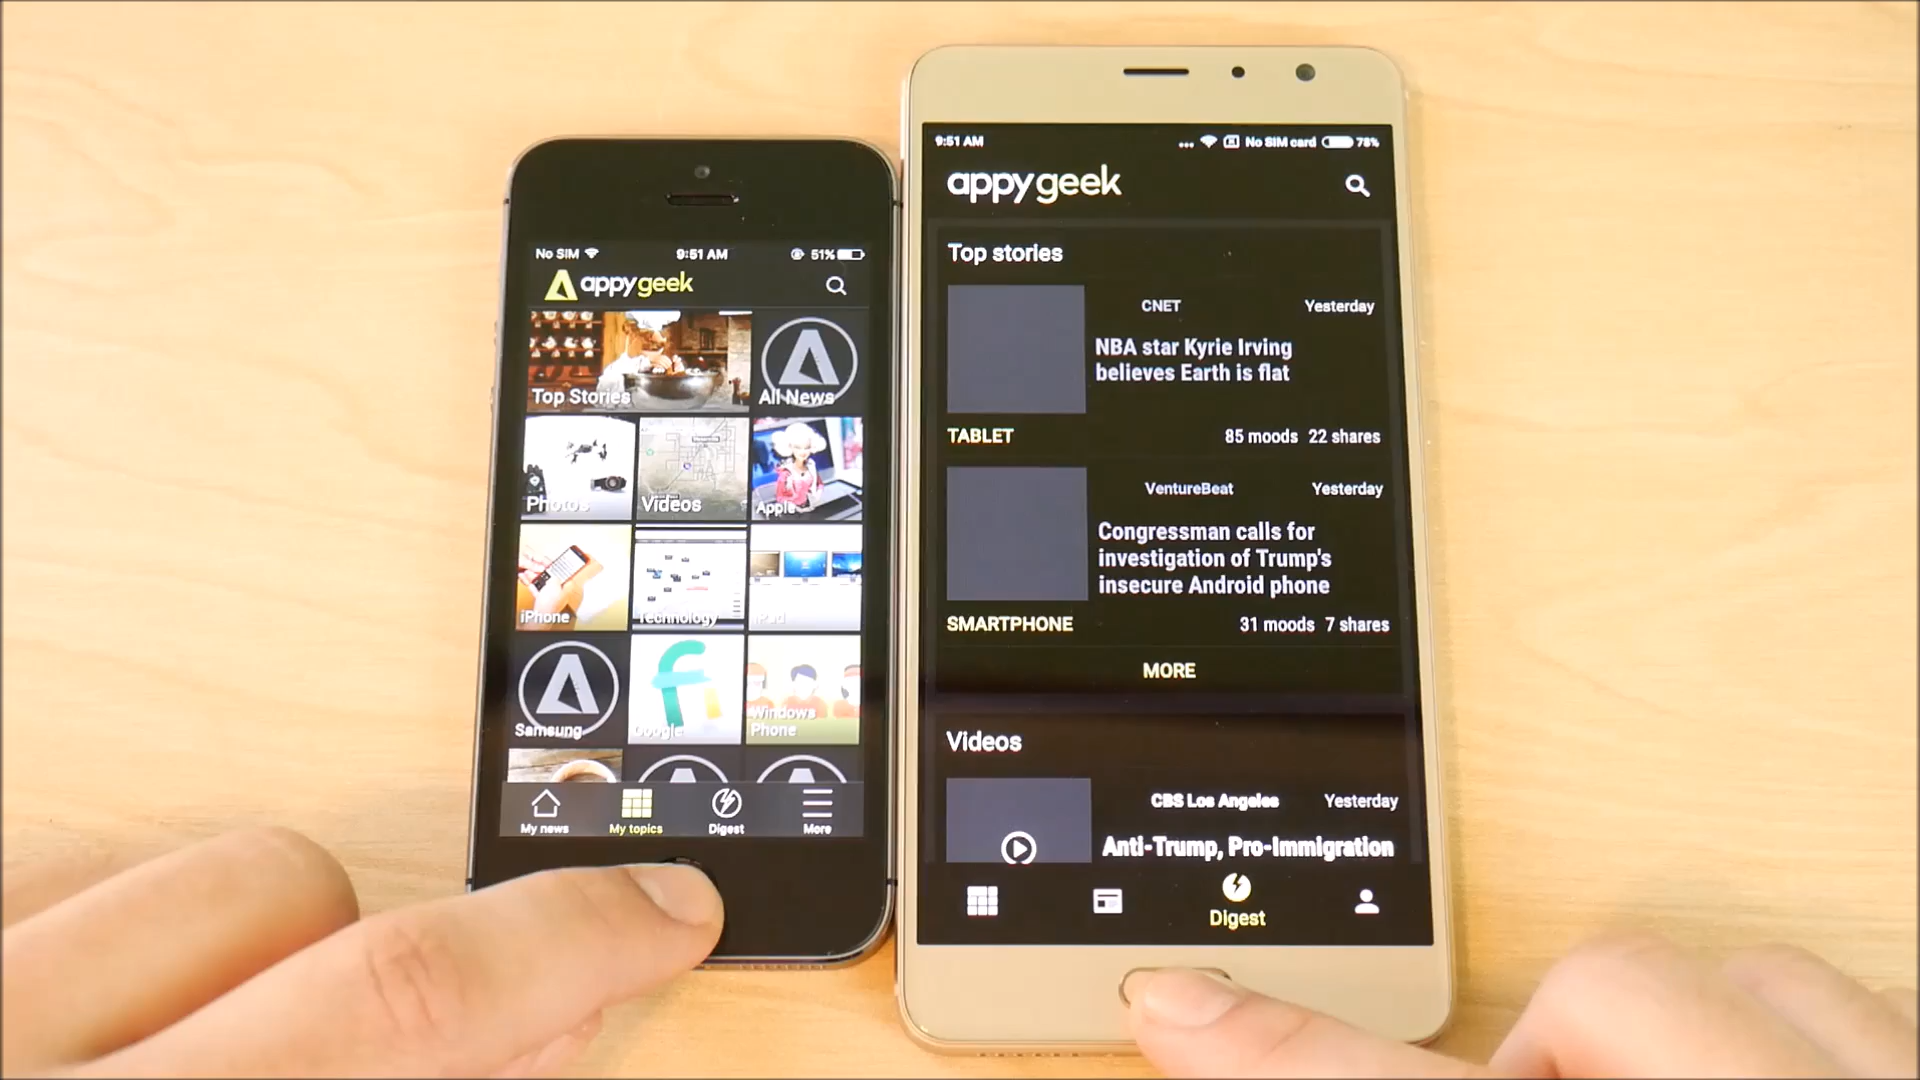 No SIM 9:51 AM 51%
appygeek
Top Stories
All News
Photos
Videos
Apple
iPhone
Technology
iPad
Samsung
Google
Windows
Phone
My news
My topics
Digest
More
9:51 AM
No SIM card 78%
appygeek
Top stories
CNET Yesterday
NBA star Kyrie Irving
believes Earth is flat
TABLET 85 moods 22 shares
VentureBeat Yesterday
Congressman calls for
investigation of Trump's
insecure Android phone
SMARTPHONE 31 moods 7 shares
MORE
Videos
CBS Los Angeles Yesterday
Anti-Trump, Pro-Immigration
Digest